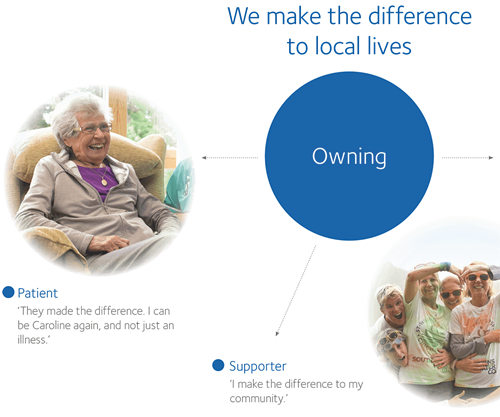 We make the difference
to local lives
Owning
Patient
‘They made the difference. I can
be Caroline again, and not just an
illness.’
Supporter
‘I make the difference to my
community.’